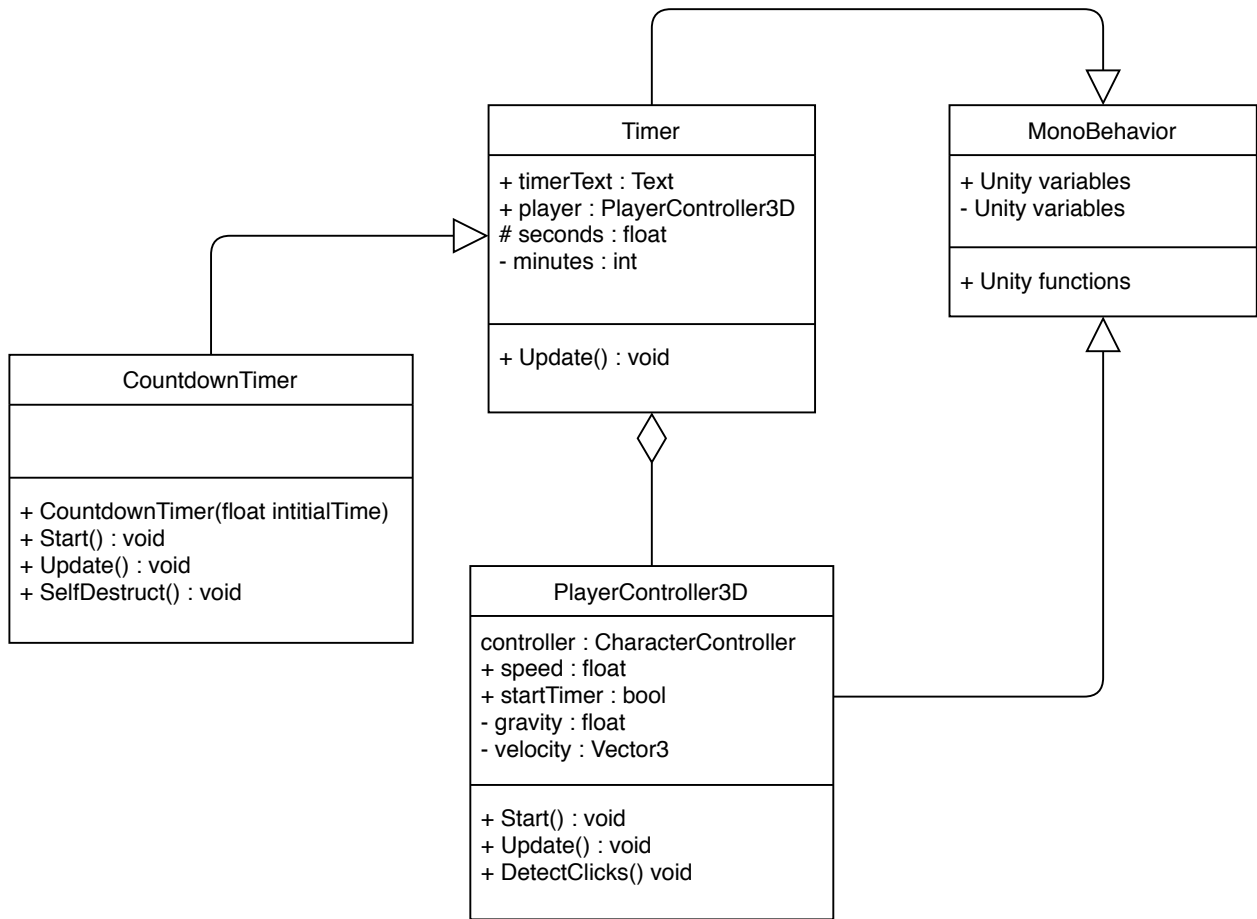 Timer
+ timerText : Text
+ player : PlayerController3D
# seconds : float
- minutes : int
+ Update() : void
MonoBehavior
+ Unity variables
- Unity variables
+ Unity functions
CountdownTimer
+ CountdownTimer(float intitialTime)
+ Start() : void
+ Update() : void
+ SelfDestruct() : void
PlayerController3D
controller : CharacterController
+ speed : float
+ startTimer : bool
- gravity : float
- velocity : Vector3
+ Start() : void
+ Update() : void
+ DetectClicks() void